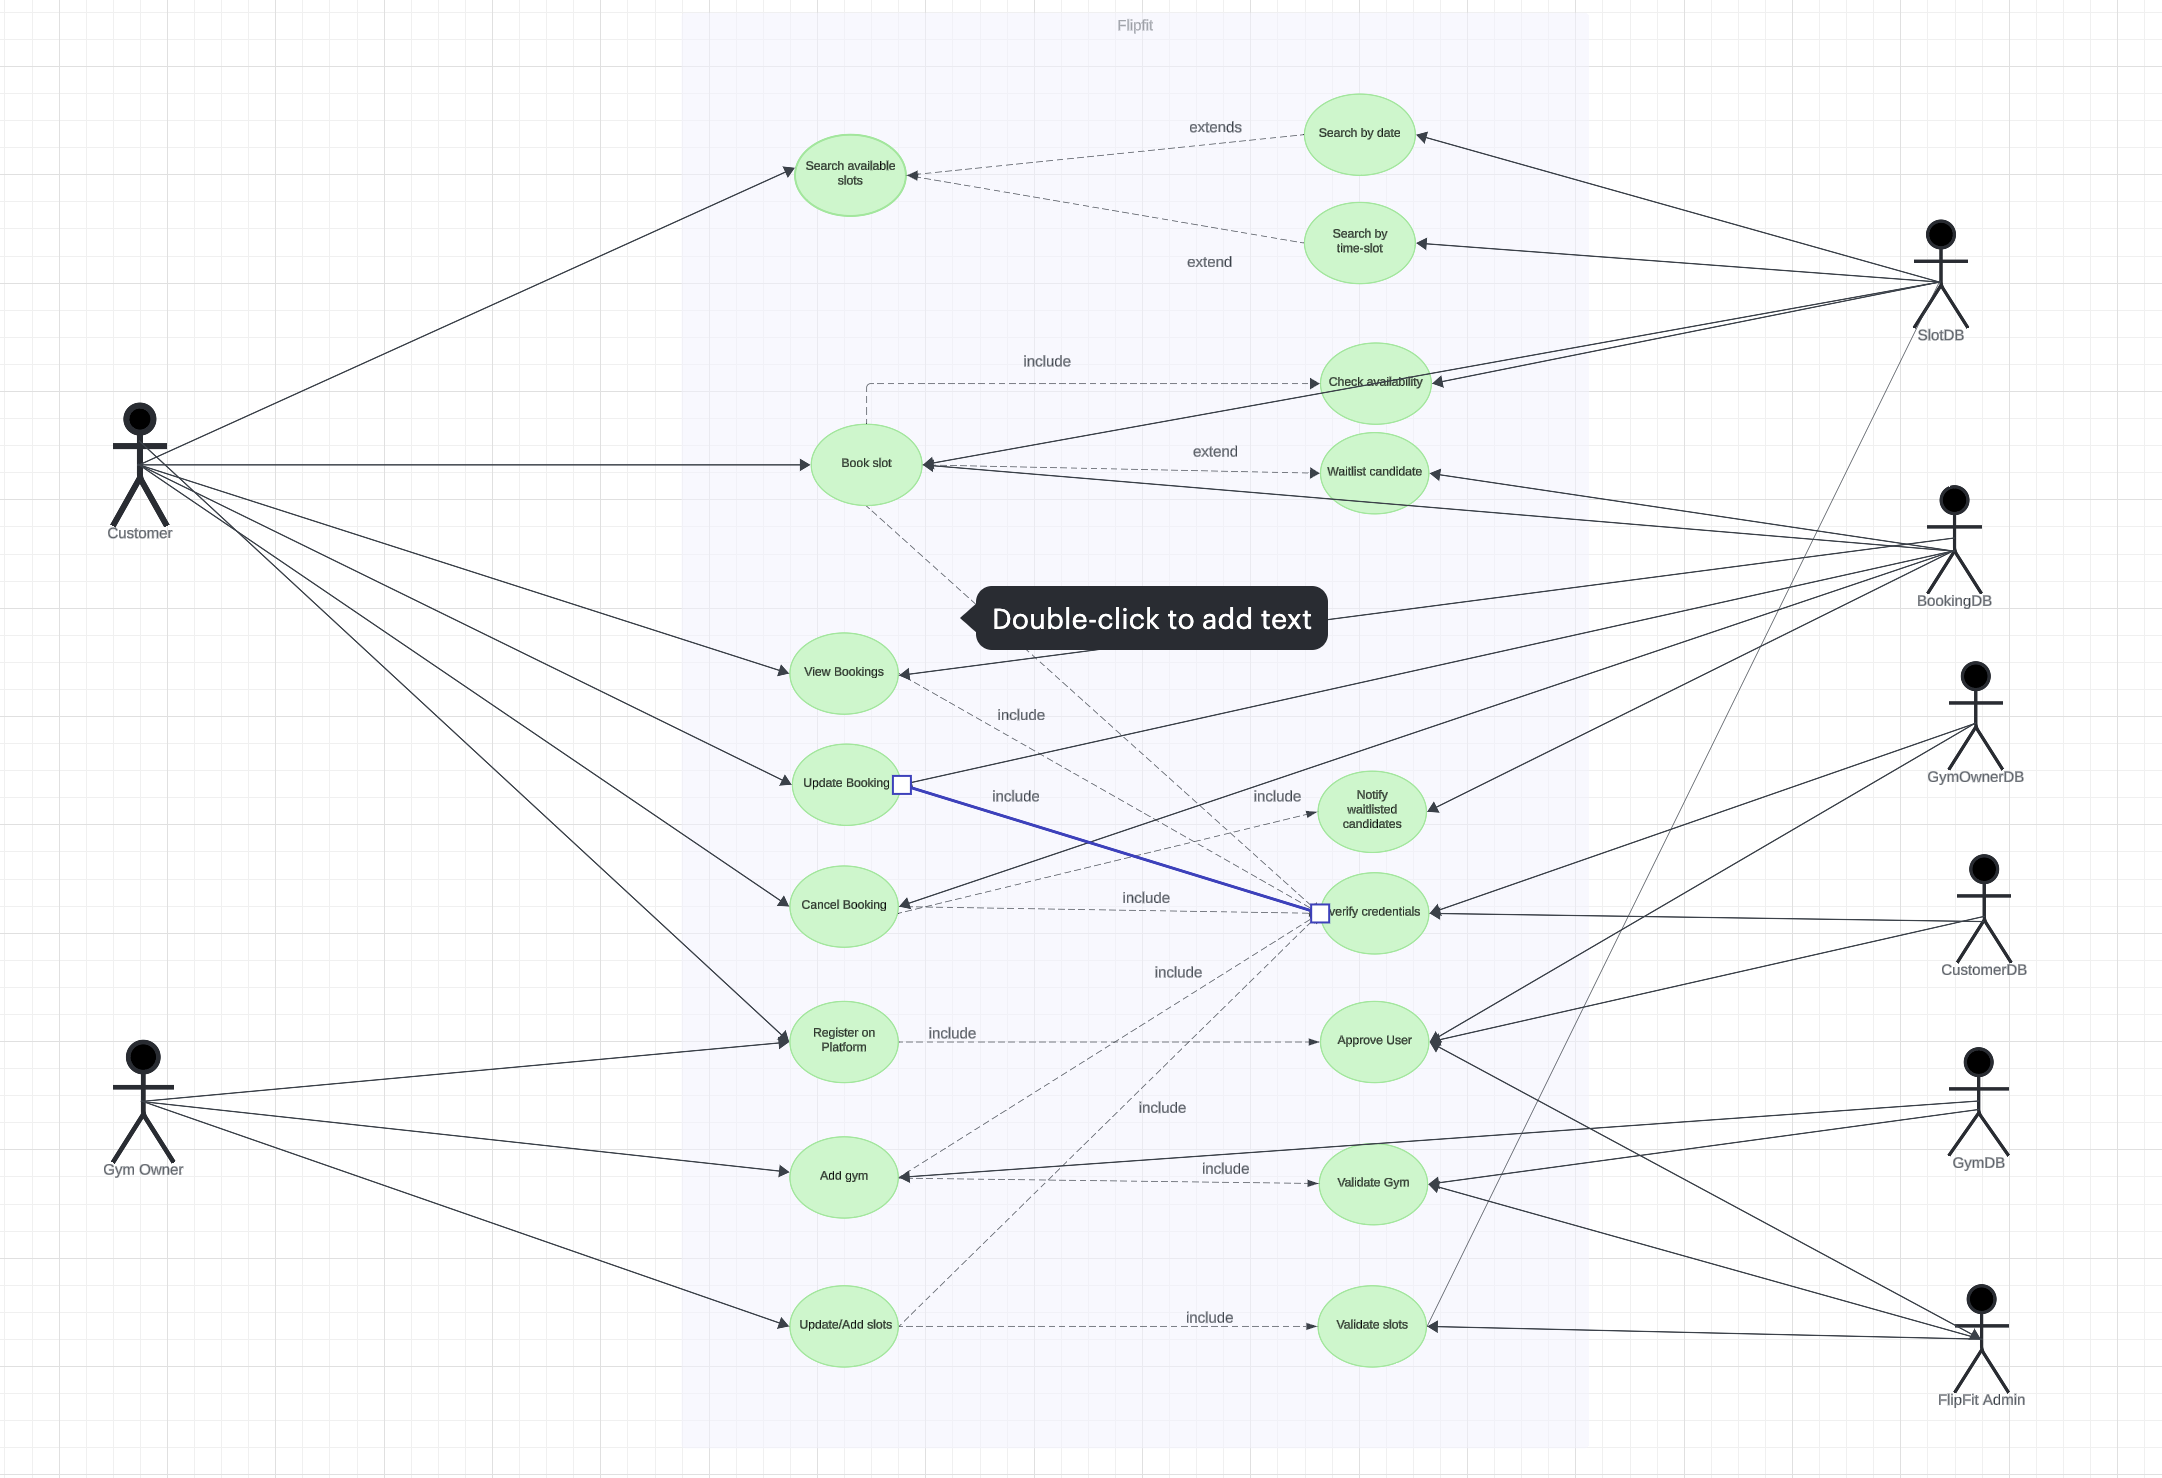 Flipfit
extends
Search by date
Search available
slots
Search by
time-slot
extend
SlotDB
include
Check availability
extend
Book slot
Waitlist candidate
Customer
BookingDB
Double-click to add text
View Bookings
include
GymOwnerDB
Update Booking
include
include
Notify
waitlisted
candidates
Cancel Booking
include
verify credentials
CustomerDB
include
Register on
Platform
include
Approve User
include
Gym Owner
GymDB
Add gym
include
Validate Gym
Update/Add slots
include
Validate slots
FlipFit Admin